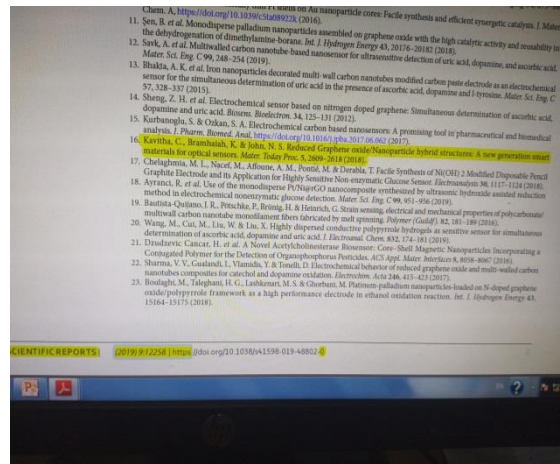 Pt sheath on Au nanoparticle cores: Facile synthesis and efficient synergetic catalysis. J. Mater.
Chem. A, https://doi.org/10.1039/c5ta08922k (2016).
11. Şen, B. et al. Monodisperse palladium nanoparticles assembled on graphene oxide with the high catalytic activity and reusability in
the dehydrogenation of dimethylamine-borane. Int. J. Hydrogen Energy 43, 20176–20182 (2018).
12. Savk, A. et al. Multiwalled carbon nanotube-based nanosensor for ultrasensitive detection of uric acid, dopamine, and ascorbic acid.
Mater. Sci. Eng. C 99, 248–254 (2019).
13. Bhakta, A. K. et al. Iron nanoparticles decorated multi-wall carbon nanotubes modified carbon paste electrode as an electrochemical
sensor for the simultaneous determination of uric acid in the presence of ascorbic acid, dopamine and l-tyrosine. Mater. Sci. Eng. C
57, 328–337 (2015).
14. Sheng, Z. H. et al. Electrochemical sensor based on nitrogen doped graphene: Simultaneous determination of ascorbic acid,
dopamine and uric acid. Biosens. Bioelectron. 34, 125–131 (2012).
15. Kurbanoglu, S. & Ozkan, S. A. Electrochemical carbon based nanosensors: A promising tool in pharmaceutical and biomedical
analysis. J. Pharm. Biomed. Anal, https://doi.org/10.1016/j.jpba.2017.06.062 (2017).
16. Kavitha, C., Bramhaiah, K. & John, N. S. Reduced Graphene oxide/Nanoparticle hybrid structures: A new generation smart
materials for optical sensors. Mater. Today Proc. 5, 2609–2618 (2018).
17. Chelaghmia, M. L., Nacef, M., Affoune, A. M., Pontié, M. & Derabla, T. Facile Synthesis of Ni(OH) 2 Modified Disposable Pencil
Graphite Electrode and its Application for Highly Sensitive Non-enzymatic Glucose Sensor. Electroanalysis 30, 1117–1124 (2018).
18. Ayranci, R. et al. Use of the monodisperse Pt/Ni@rGO nanocomposite synthesized by ultrasonic hydroxide assisted reduction
method in electrochemical nonenzymatic glucose detection. Mater. Sci. Eng. C 99, 951–956 (2019).
19. Bautista-Quijano, J. R., Pötschke, P., Brünig, H. & Heinrich, G. Strain sensing, electrical and mechanical properties of polycarbonate/
multiwall carbon nanotube monofilament fibers fabricated by melt spinning. Polymer (Guildf). 82, 181–189 (2016).
20. Wang, M., Cui, M., Liu, W. & Liu, X. Highly dispersed conductive polypyrrole hydrogels as sensitive sensor for simultaneous
determination of ascorbic acid, dopamine and uric acid. J. Electroanal. Chem. 832, 174–181 (2019).
21. Dzudzevic Cancar, H. et al. A Novel Acetylcholinesterase Biosensor: Core–Shell Magnetic Nanoparticles Incorporating a
Conjugated Polymer for the Detection of Organophosphorus Pesticides. ACS Appl. Mater. Interfaces 8, 8058–8067 (2016).
22. Sharma, V. V., Gualandi, I., Vlamidis, Y. & Tonelli, D. Electrochemical behavior of reduced graphene oxide and multi-walled carbon
nanotubes composites for catechol and dopamine oxidation. Electrochim. Acta 246, 415–423 (2017).
23. Boulaghi, M., Taleghani, H. G., Lashkenari, M. S. & Ghorbani, M. Platinum-palladium nanoparticles-loaded on N-doped graphene
oxide/polypyrrole framework as a high performance electrode in ethanol oxidation reaction. Int. J. Hydrogen Energy 43,
15164–15175 (2018).
SCIENTIFIC REPORTS | (2019) 9:12258 | https://doi.org/10.1038/s41598-019-48802-0